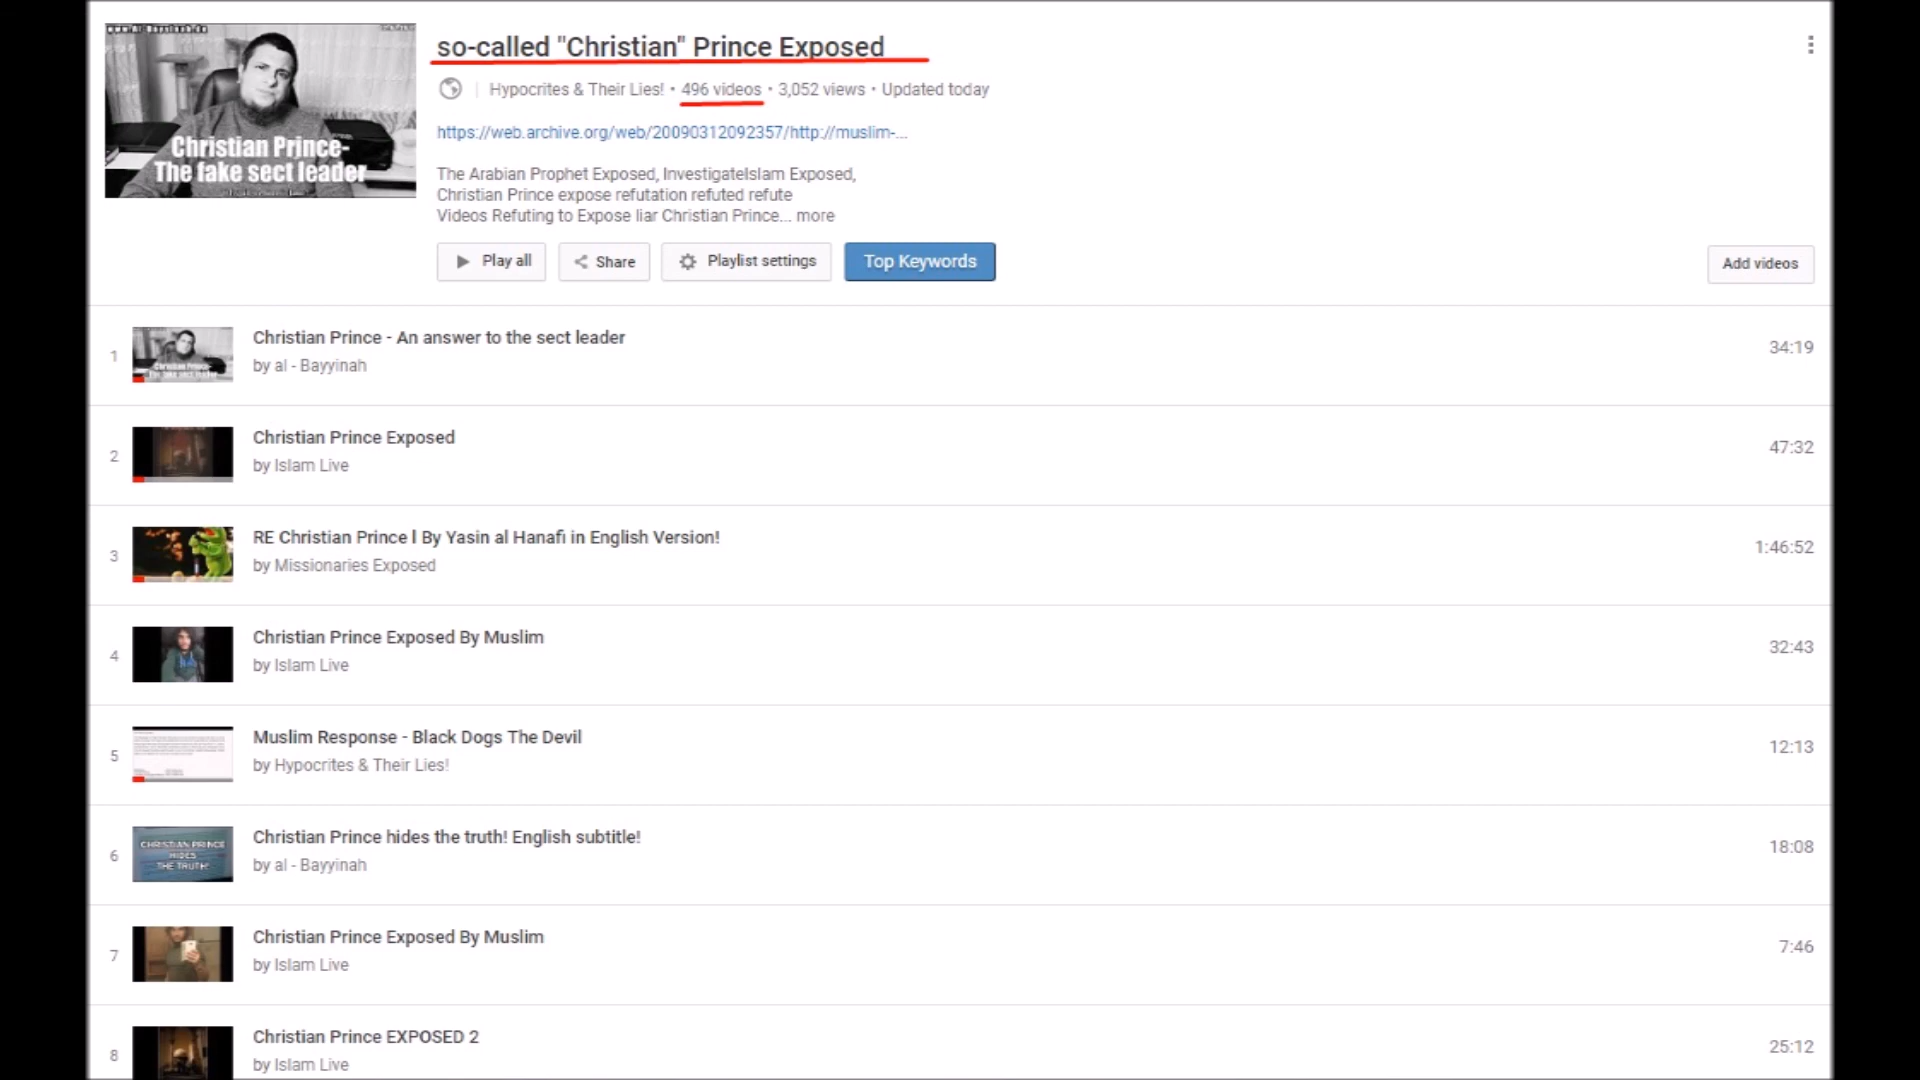 Christian Prince-
The fake sect leader
so-called "Christian" Prince Exposed
Hypocrites & Their Lies! • 496 videos • 3,052 views • Updated today
https://web.archive.org/web/20090312092357/http://muslim-...
The Arabian Prophet Exposed, InvestigateIslam Exposed,
Christian Prince expose refutation refuted refute
Videos Refuting to Expose liar Christian Prince... more
Play all
Share
Playlist settings
Top Keywords
Add videos
1
Christian Prince - An answer to the sect leader
by al - Bayyinah
34:19
2
Christian Prince Exposed
by Islam Live
47:32
3
RE Christian Prince l By Yasin al Hanafi in English Version!
by Missionaries Exposed
1:46:52
4
Christian Prince Exposed By Muslim
by Islam Live
32:43
5
Muslim Response - Black Dogs The Devil
by Hypocrites & Their Lies!
12:13
6
CHRISTIAN PRINCE
HIDES
THE TRUTH!
Christian Prince hides the truth! English subtitle!
by al - Bayyinah
18:08
7
Christian Prince Exposed By Muslim
by Islam Live
7:46
8
Christian Prince EXPOSED 2
by Islam Live
25:12